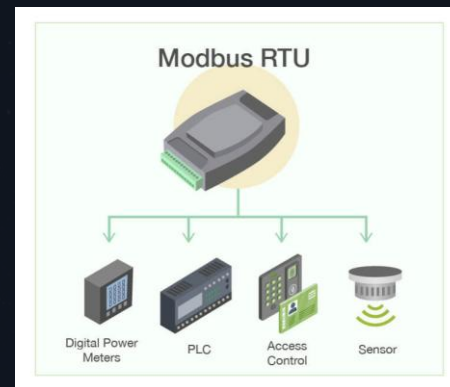 Modbus RTU
Digital Power
Meters
PLC
Access
Control
Sensor